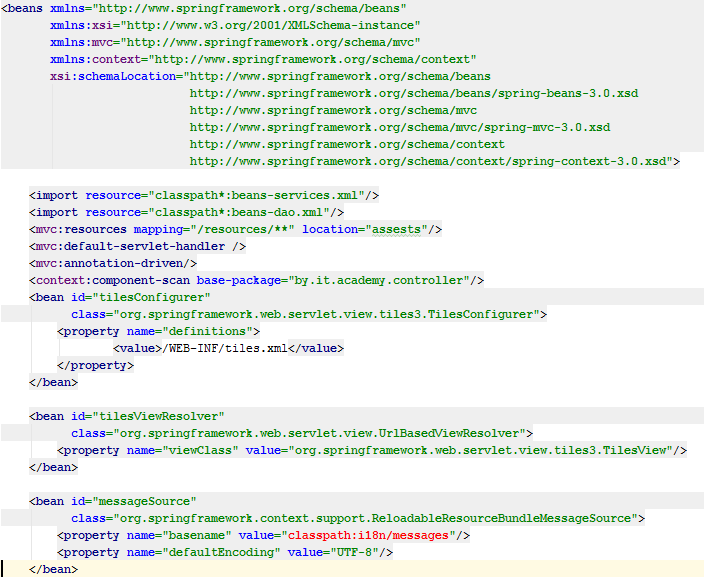 <beans xmlns="http://www.springframework.org/schema/beans"
xmlns:xsi="http://www.w3.org/2001/XMLSchema-instance"
xmlns:mvc="http://www.springframework.org/schema/mvc"
xmlns:context="http://www.springframework.org/schema/context"
xsi:schemaLocation="http://www.springframework.org/schema/beans
http://www.springframework.org/schema/beans/spring-beans-3.0.xsd
http://www.springframework.org/schema/mvc
http://www.springframework.org/schema/mvc/spring-mvc-3.0.xsd
http://www.springframework.org/schema/context
http://www.springframework.org/schema/context/spring-context-3.0.xsd">
<import resource="classpath*:beans-services.xml"/>
<import resource="classpath*:beans-dao.xml"/>
<mvc:resources mapping="/resources/**" location="assests"/>
<mvc:default-servlet-handler />
<mvc:annotation-driven/>
<context:component-scan base-package="by.it.academy.controller"/>
<bean id="tilesConfigurer"
class="org.springframework.web.servlet.view.tiles3.TilesConfigurer">
<property name="definitions">
<value>/WEB-INF/tiles.xml</value>
</property>
</bean>
<bean id="tilesViewResolver"
class="org.springframework.web.servlet.view.UrlBasedViewResolver">
<property name="viewClass" value="org.springframework.web.servlet.view.tiles3.TilesView"/>
</bean>
<bean id="messageSource"
class="org.springframework.context.support.ReloadableResourceBundleMessageSource">
<property name="basename" value="classpath:i18n/messages"/>
<property name="defaultEncoding" value="UTF-8"/>
</bean>